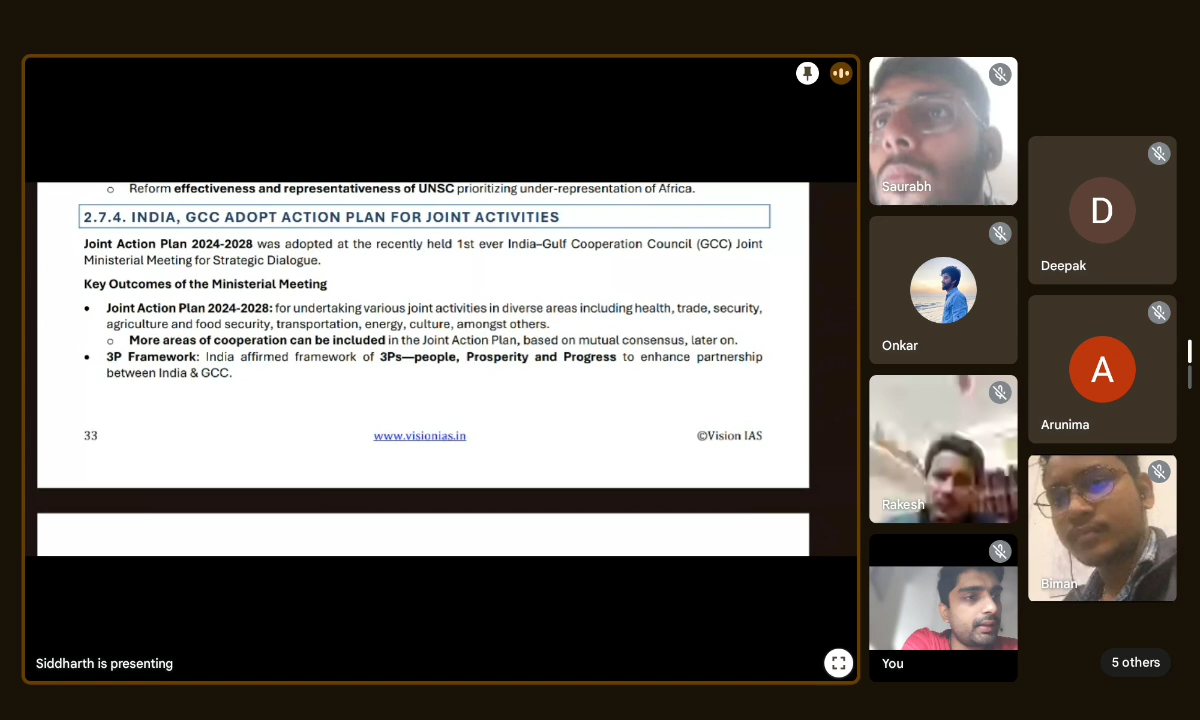 ○ Reform effectiveness and representativeness of UNSC prioritizing under-representation of Africa.
2.7.4. INDIA, GCC ADOPT ACTION PLAN FOR JOINT ACTIVITIES
Joint Action Plan 2024-2028 was adopted at the recently held 1st ever India–Gulf Cooperation Council (GCC) Joint
Ministerial Meeting for Strategic Dialogue.
Key Outcomes of the Ministerial Meeting
• Joint Action Plan 2024-2028: for undertaking various joint activities in diverse areas including health, trade, security,
agriculture and food security, transportation, energy, culture, amongst others.
○ More areas of cooperation can be included in the Joint Action Plan, based on mutual consensus, later on.
• 3P Framework: India affirmed framework of 3Ps—people, Prosperity and Progress to enhance partnership
between India & GCC.
33 www.visionias.in ©Vision IAS
Siddharth is presenting
Saurabh
Onkar
Rakesh
You
D
Deepak
A
Arunima
Biman
5 others